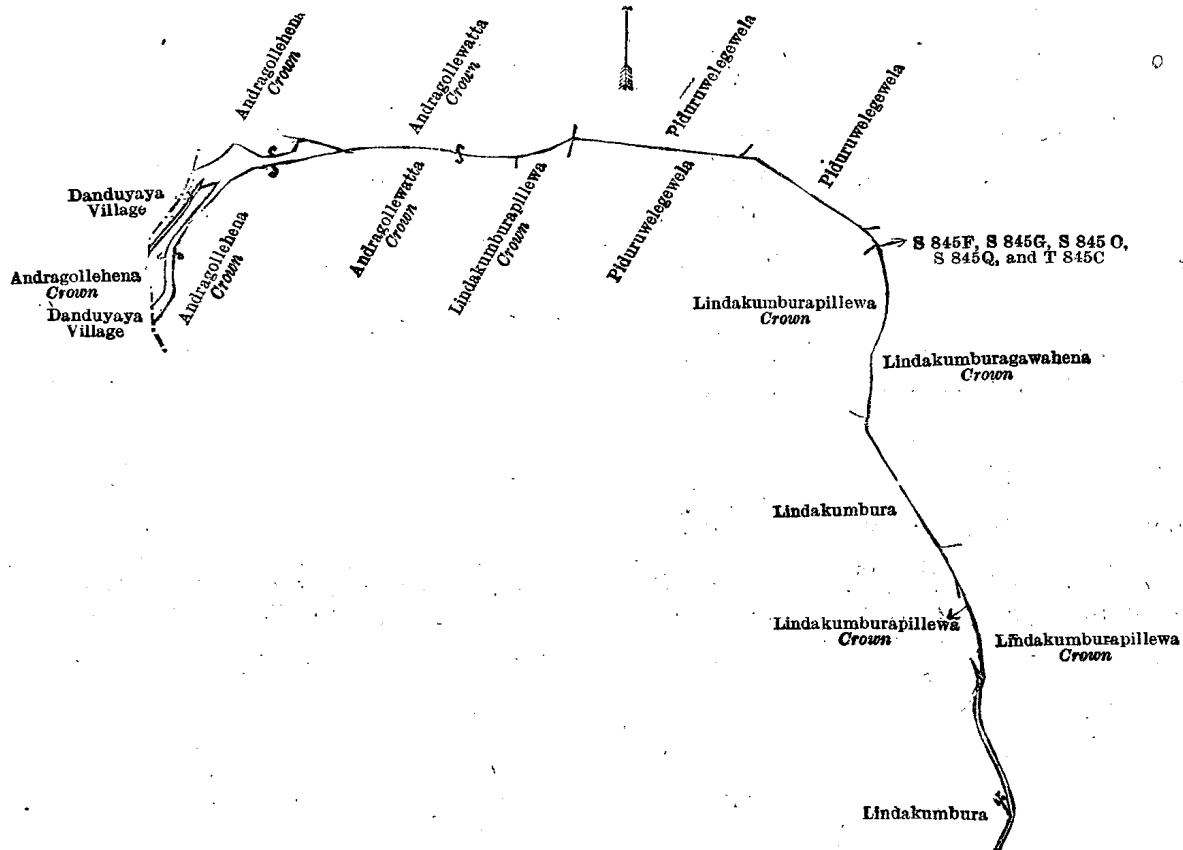 Andragollehena
Crown
Andragollewatta
Crown
Piduruwelegewela
Piduruwelegewela
Danduyaya
Village
Andragollehena
Crown
Andragollewatta
Crown
Lindakumburapillewa
Crown
Piduruwelegewela
S 845F, S 845G, S 845 O,
S 845Q, and T 845C
Andragollehena
Crown
Danduyaya
Village
Lindakumburapillewa
Crown
Lindakumburagawahena
Crown
Lindakumbura
Lindakumburapillewa
Crown
Lindakumburapillewa
Crown
Lindakumbura